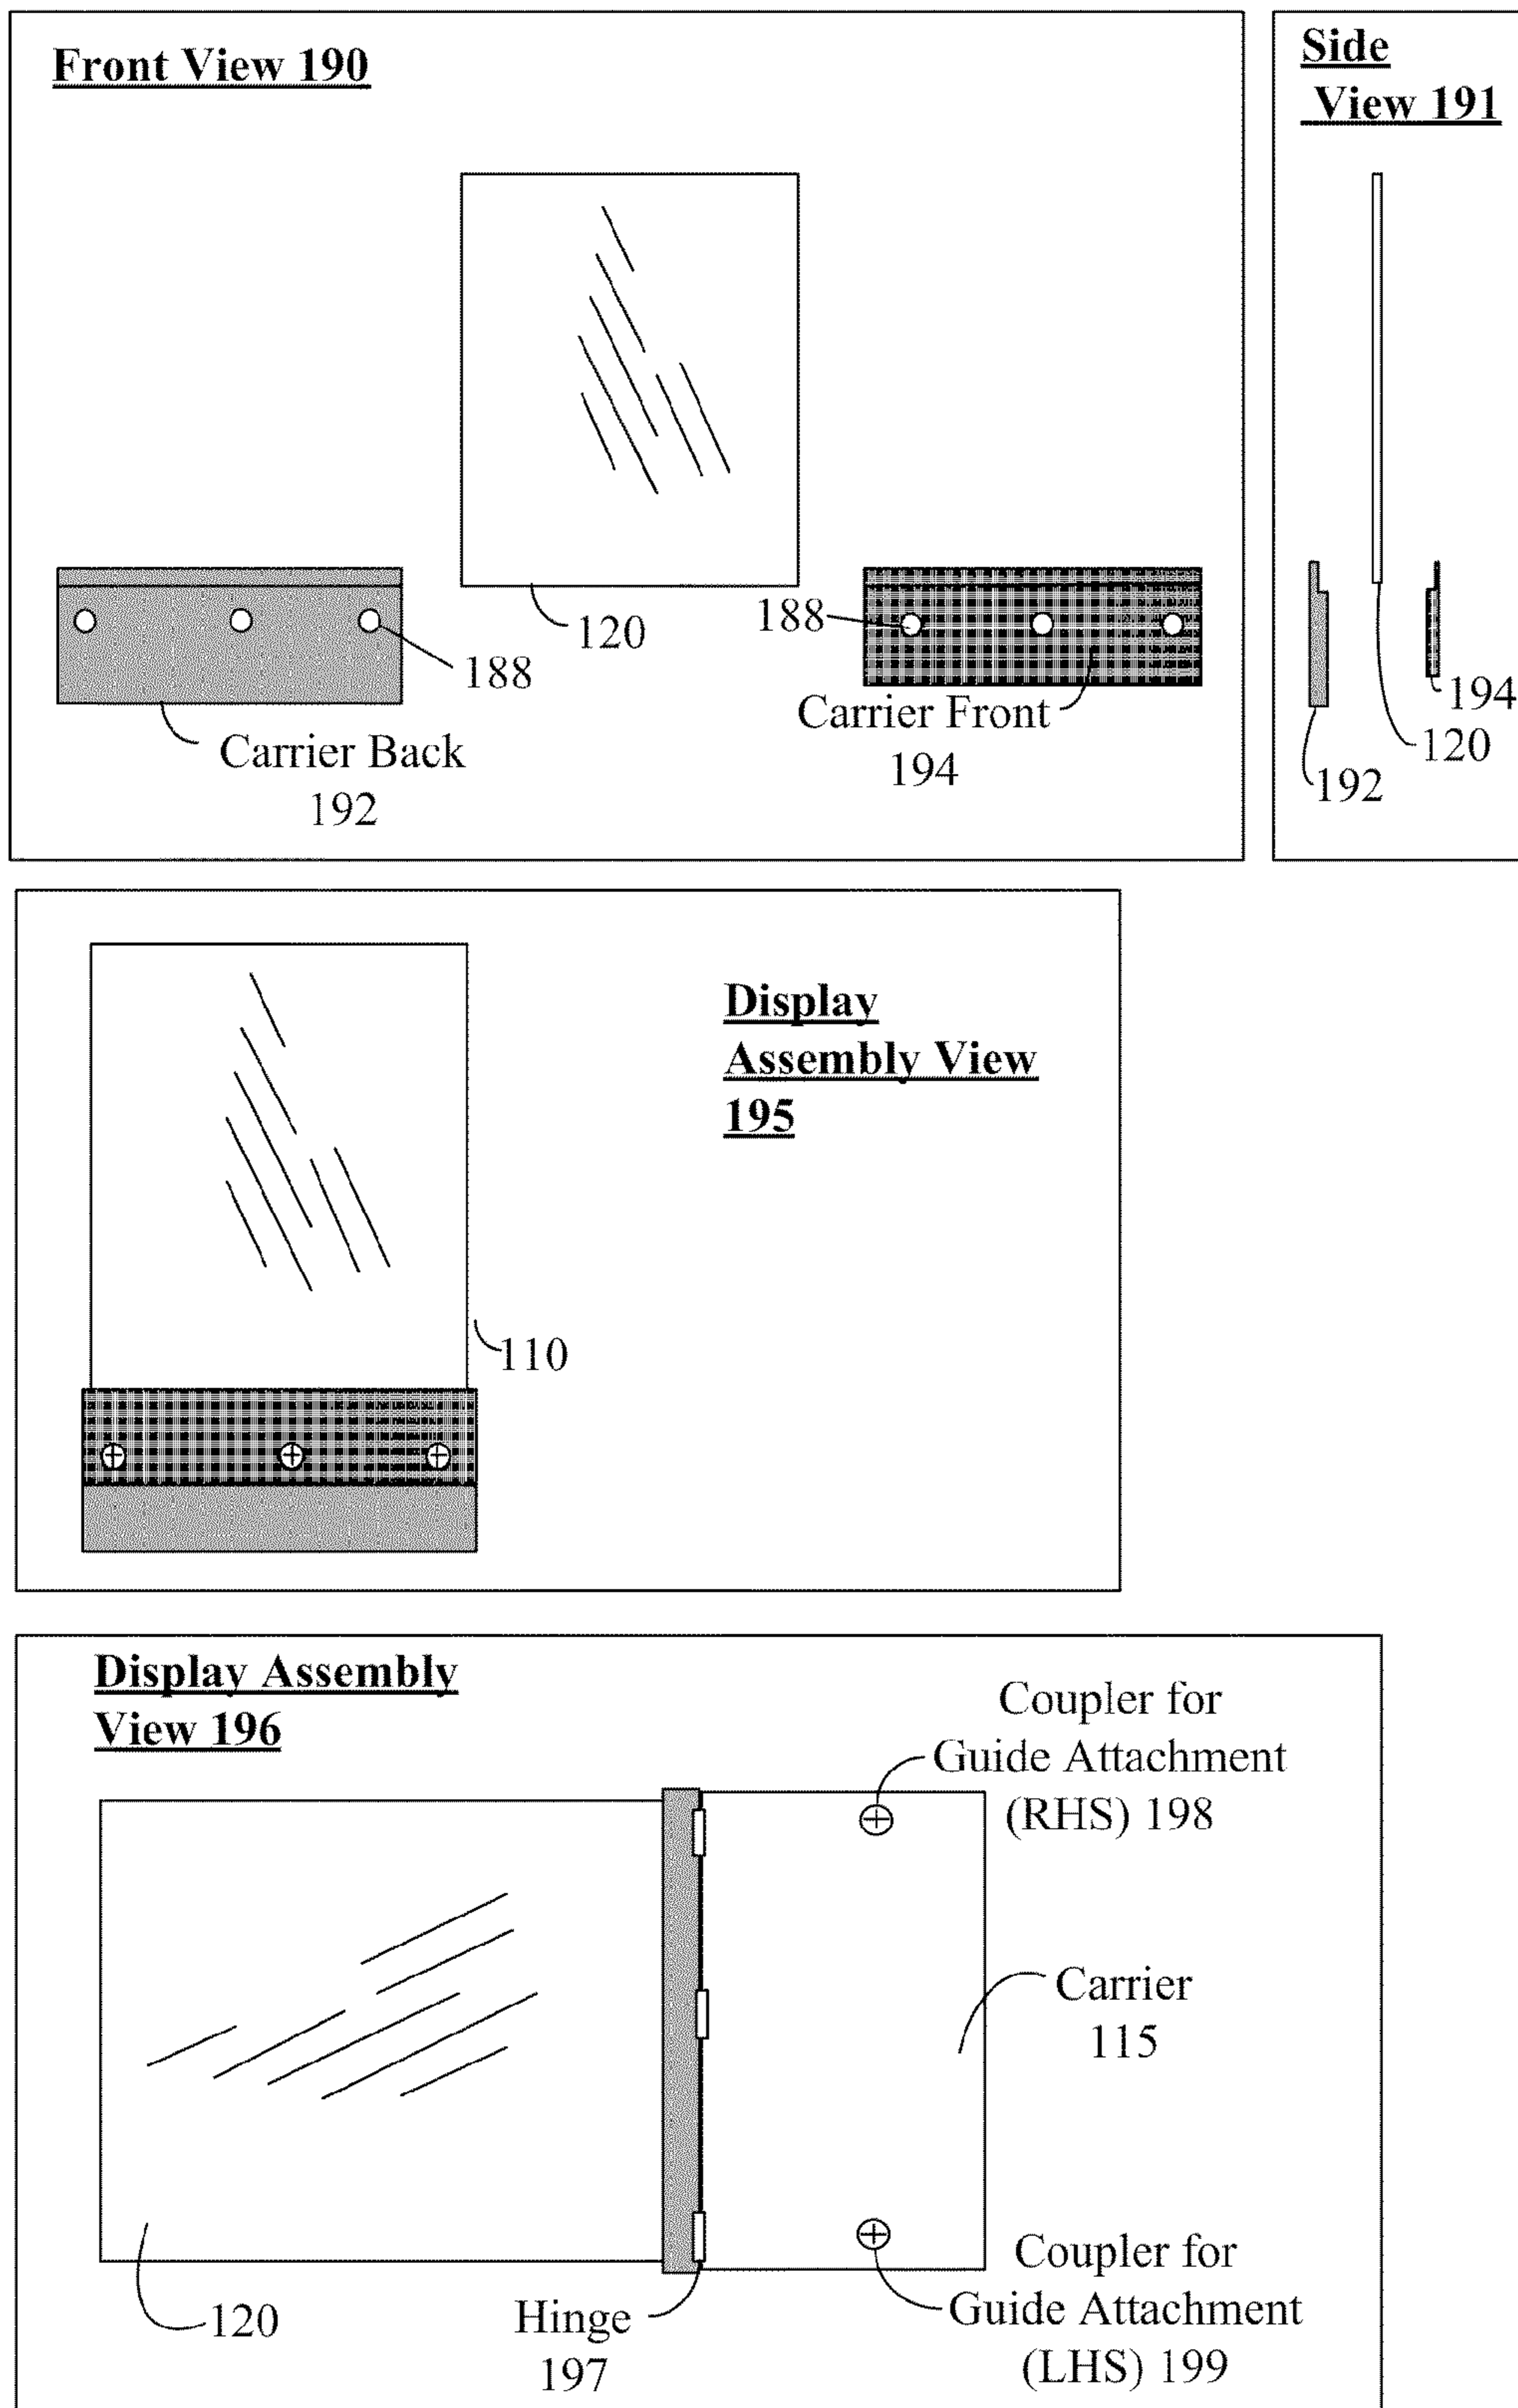 Front View 190
188
120
188
Carrier Back
192
Carrier Front
194
Side
View 191
194
120
192
Display
Assembly View
195
110
Display Assembly
View 196
Coupler for
Guide Attachment
(RHS) 198
Carrier
115
120
Hinge
197
Coupler for
Guide Attachment
(LHS) 199